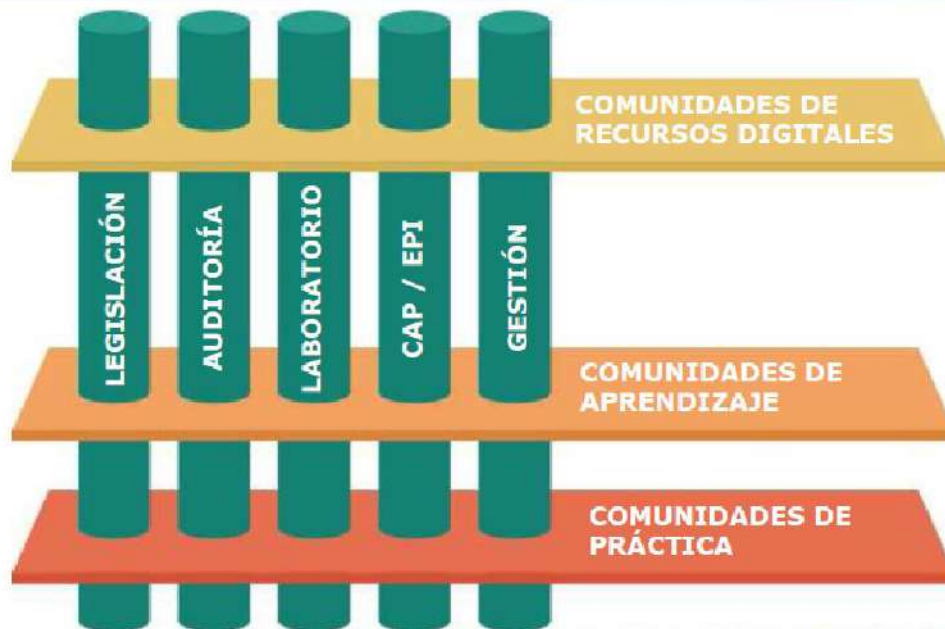 COMUNIDADES DE
RECURSOS DIGITALES
LEGISLACIÓN
AUDITORÍA
LABORATORIO
CAP / EPI
GESTIÓN
COMUNIDADES DE
APRENDIZAJE
COMUNIDADES DE
PRÁCTICA